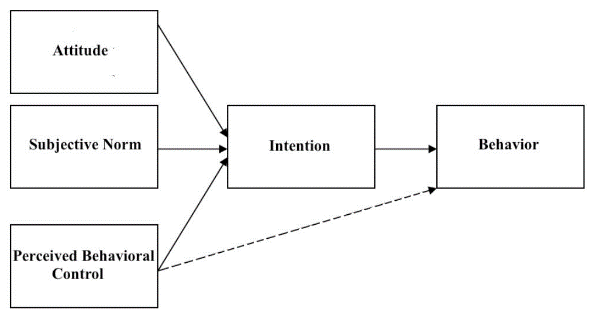 Attitude
Subjective Norm
Intention
Behavior
Perceived Behavioral
Control